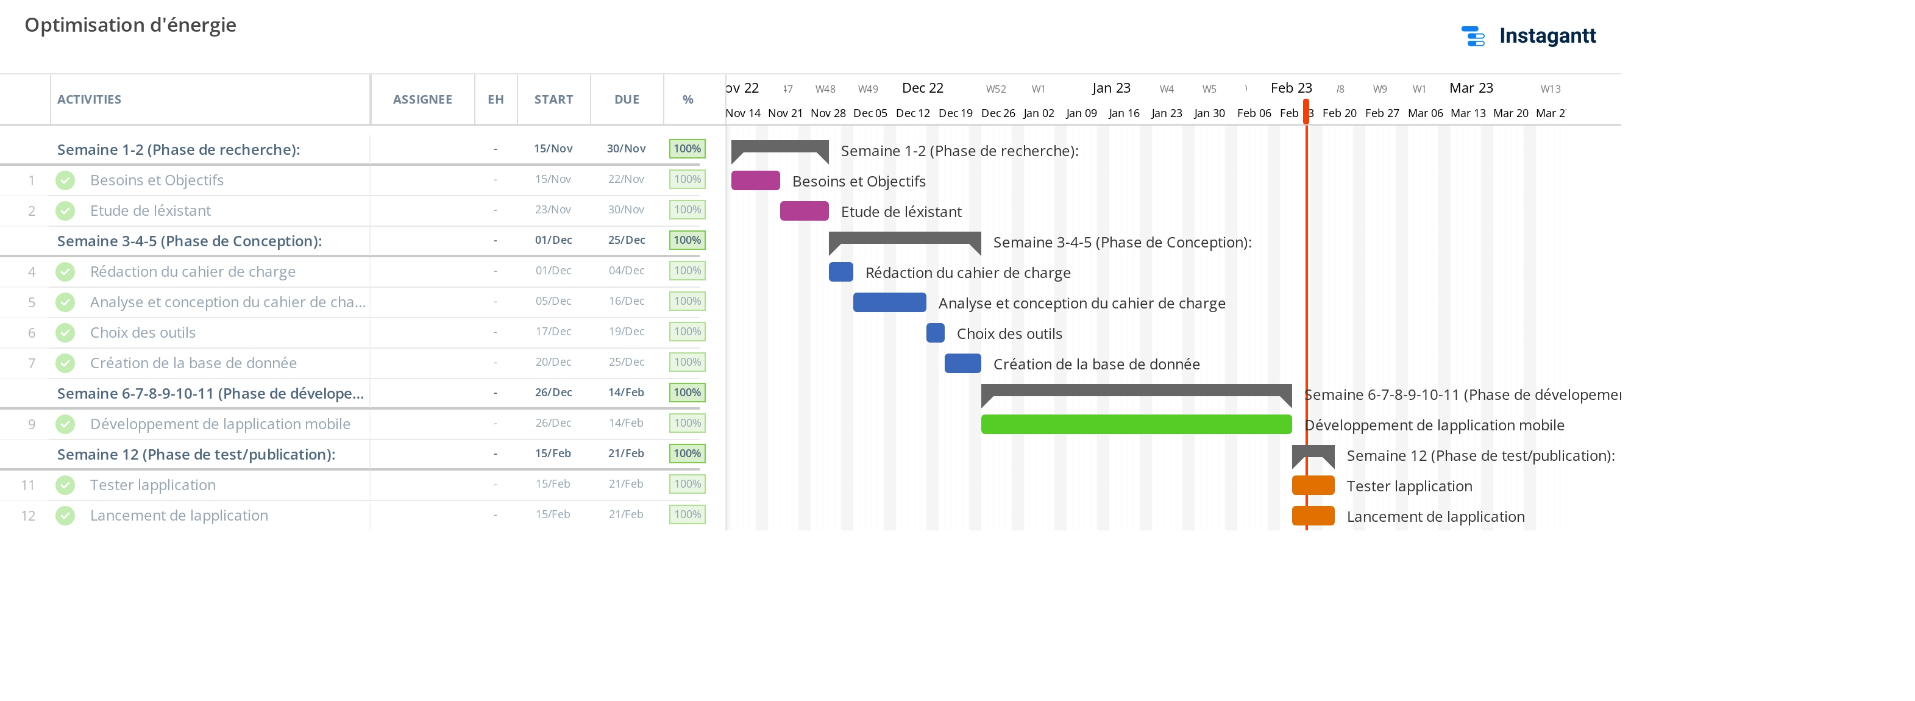 Optimisation d'énergie
Instagantt
ACTIVITIES ASSIGNEE EH START DUE %
ov 22 Dec 22 Jan 23 Feb 23 Mar 23
47 W48 W49 W52 W1 W4 W5 W9 W1 W13
Nov 14 Nov 21 Nov 28 Dec 05 Dec 12 Dec 19 Dec 26 Jan 02 Jan 09 Jan 16 Jan 23 Jan 30 Feb 06 Feb Feb 20 Feb 27 Mar 06 Mar 13 Mar 20 Mar 2
Semaine 1-2 (Phase de recherche): - 15/Nov 30/Nov 100% Semaine 1-2 (Phase de recherche):
1 Besoins et Objectifs - 15/Nov 22/Nov 100% Besoins et Objectifs
2 Etude de léxistant - 23/Nov 30/Nov 100% Etude de léxistant
Semaine 3-4-5 (Phase de Conception): - 01/Dec 25/Dec 100% Semaine 3-4-5 (Phase de Conception):
4 Rédaction du cahier de charge - 01/Dec 04/Dec 100% Rédaction du cahier de charge
5 Analyse et conception du cahier de cha... - 05/Dec 16/Dec 100% Analyse et conception du cahier de charge
6 Choix des outils - 17/Dec 19/Dec 100% Choix des outils
7 Création de la base de donnée - 20/Dec 25/Dec 100% Création de la base de donnée
Semaine 6-7-8-9-10-11 (Phase de dévelope... - 26/Dec 14/Feb 100% Semaine 6-7-8-9-10-11 (Phase de dévelopemer
9 Développement de lapplication mobile - 26/Dec 14/Feb 100% Développement de lapplication mobile
Semaine 12 (Phase de test/publication): - 15/Feb 21/Feb 100% Semaine 12 (Phase de test/publication):
11 Tester lapplication - 15/Feb 21/Feb 100% Tester lapplication
12 Lancement de lapplication - 15/Feb 21/Feb 100% Lancement de lapplication